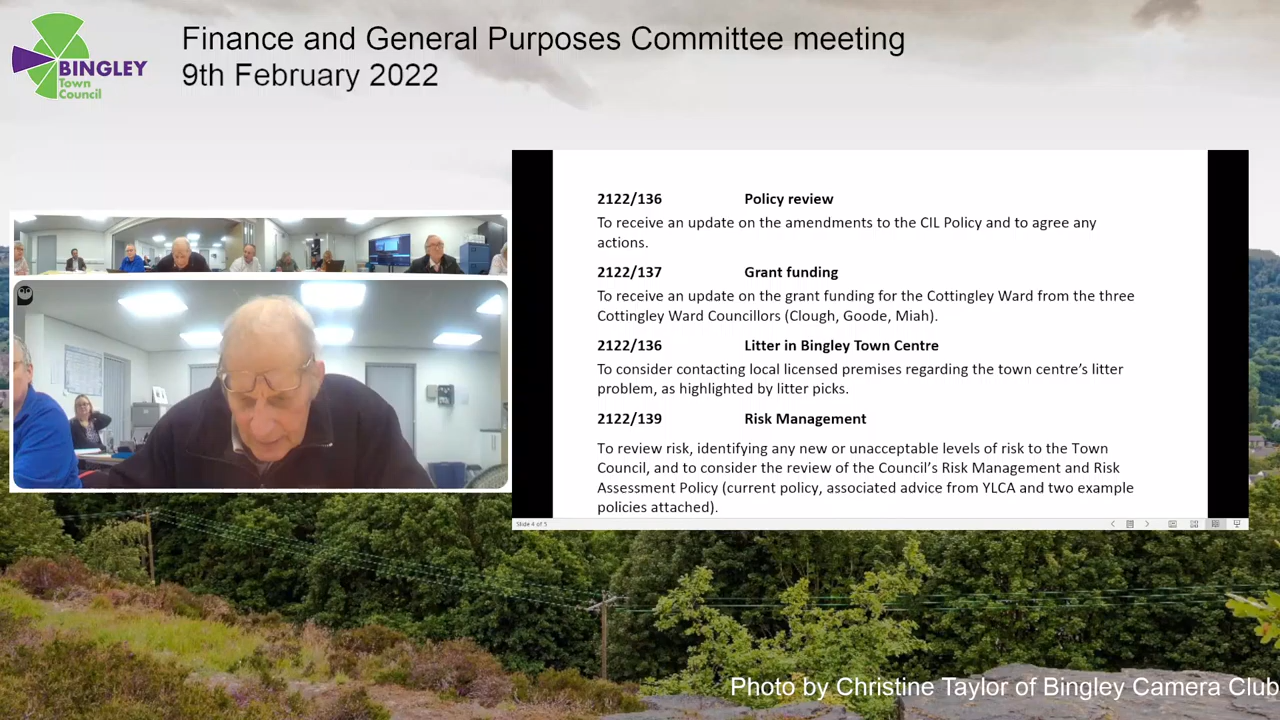 BINGLEY
Town
Council
Finance and General Purposes Committee meeting
9th February 2022
2122/136 Policy review
To receive an update on the amendments to the CIL Policy and to agree any
actions.
2122/137 Grant funding
To receive an update on the grant funding for the Cottingley Ward from the three
Cottingley Ward Councillors (Clough, Goode, Miah).
2122/136 Litter in Bingley Town Centre
To consider contacting local licensed premises regarding the town centre’s litter
problem, as highlighted by litter picks.
2122/139 Risk Management
To review risk, identifying any new or unacceptable levels of risk to the Town
Council, and to consider the review of the Council’s Risk Management and Risk
Assessment Policy (current policy, associated advice from YLCA and two example
policies attached).
Slide 4 of 5
Photo by Christine Taylor of Bingley Camera Club